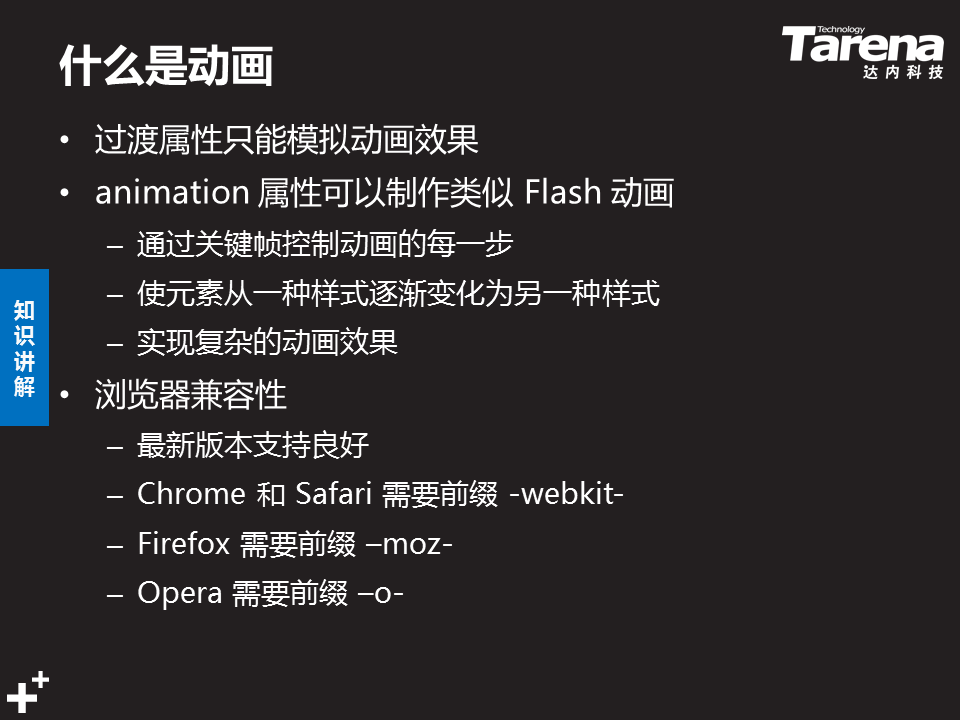 什么是动画
Technology
Tarena
达内科技
• 过渡属性只能模拟动画效果
• animation 属性可以制作类似 Flash 动画
– 通过关键帧控制动画的每一步
– 使元素从一种样式逐渐变化为另一种样式
– 实现复杂的动画效果
• 浏览器兼容性
– 最新版本支持良好
– Chrome 和 Safari 需要前缀 -webkit-
– Firefox 需要前缀 –moz-
– Opera 需要前缀 –o-
知
识
讲
解